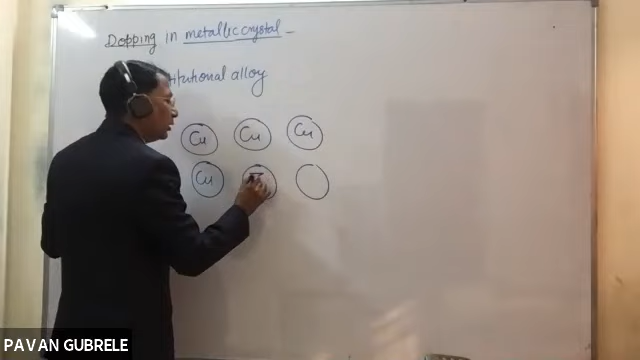 Dopping in metallic crystal -
titutional alloy
Cu Cu Cu
Cu
PAVAN GUBRELE